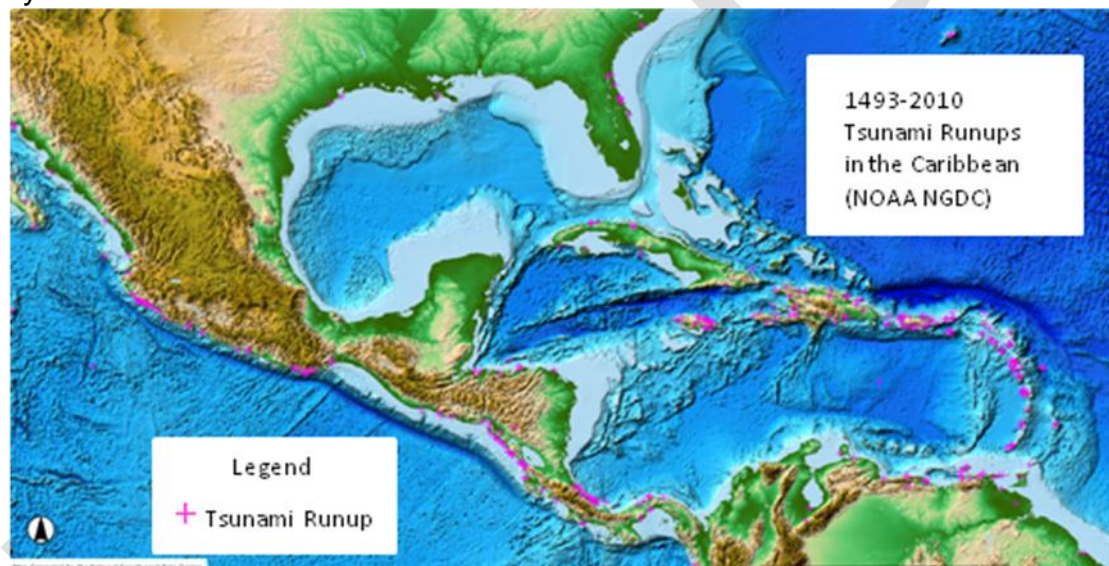 1493-2010
Tsunami Runups
in the Caribbean
(NOAA NGDC)
Legend
+ Tsunami Runup